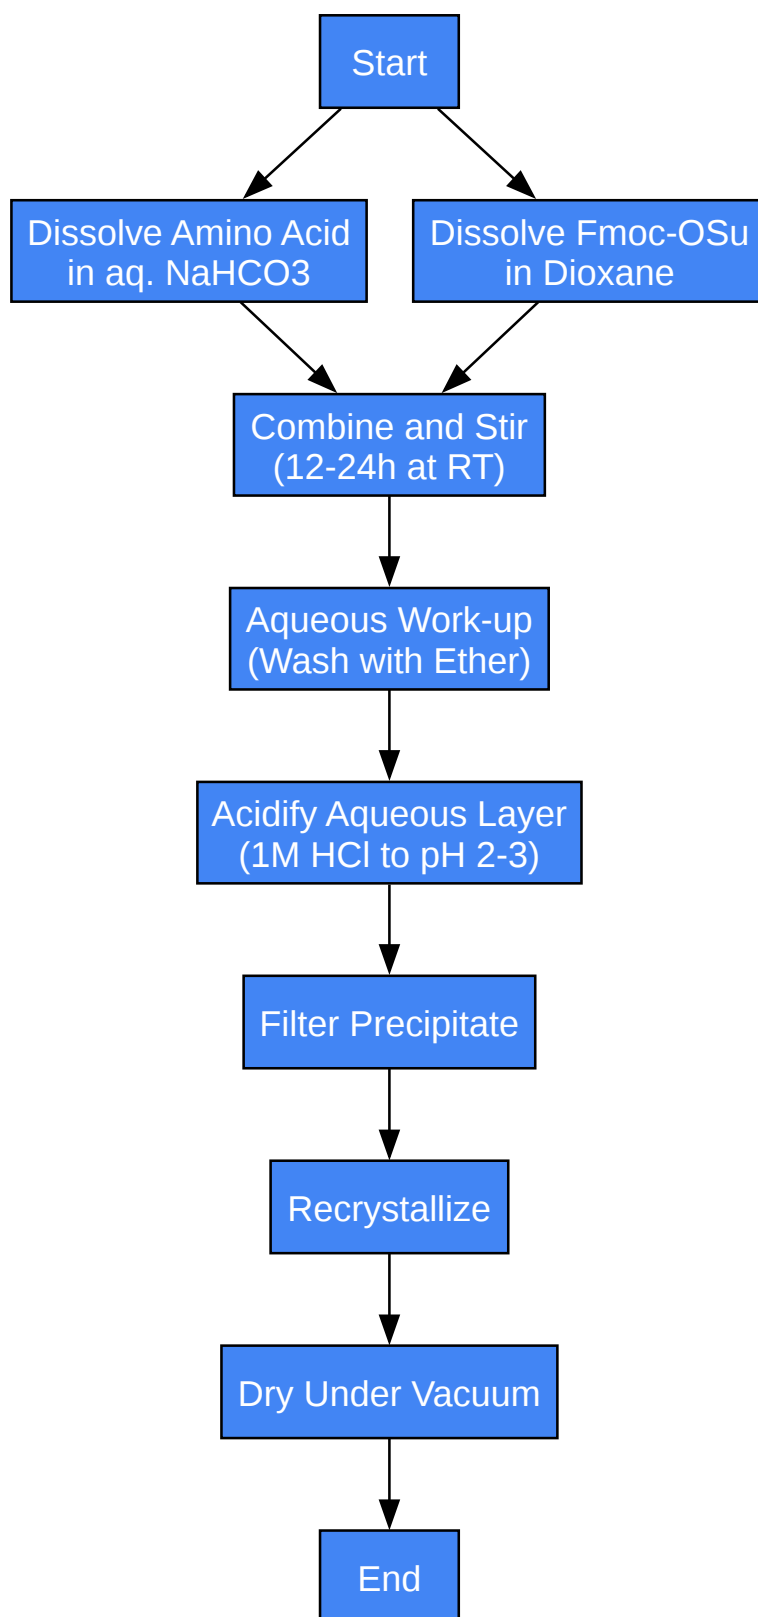 Start
Dissolve Amino Acid
in aq. NaHCO3
Dissolve Fmoc-OSu
in Dioxane
Combine and Stir
(12-24h at RT)
Aqueous Work-up
(Wash with Ether)
Acidify Aqueous Layer
(1M HCl to pH 2-3)
Filter Precipitate
Recrystallize
Dry Under Vacuum
End